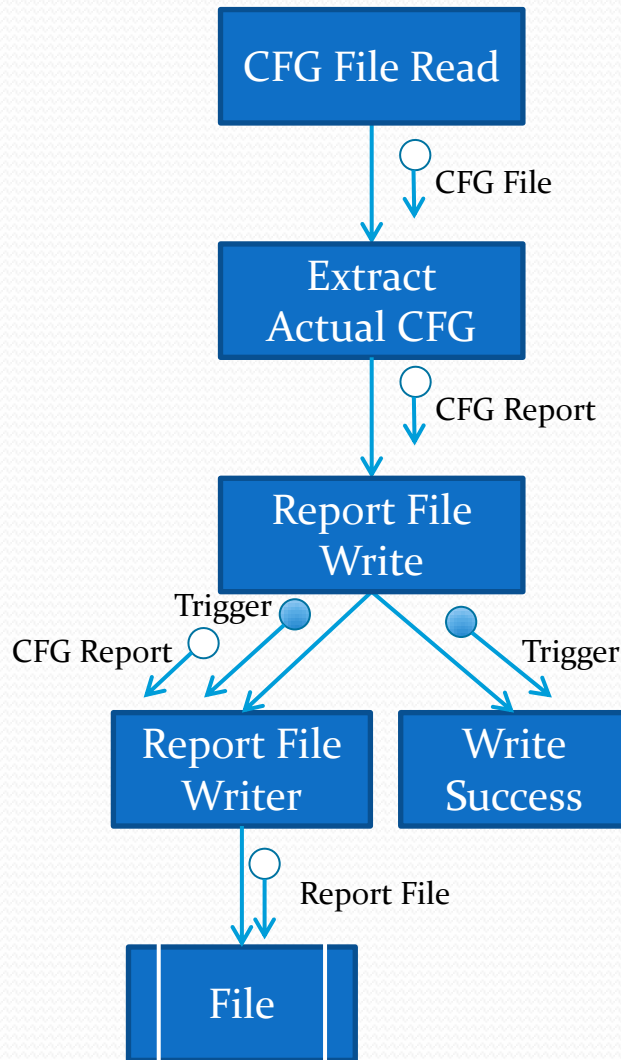 CFG File Read
CFG File
Extract
Actual CFG
CFG Report
Report File
Write
Trigger
CFG Report
Trigger
Report File
Writer
Write
Success
Report File
File